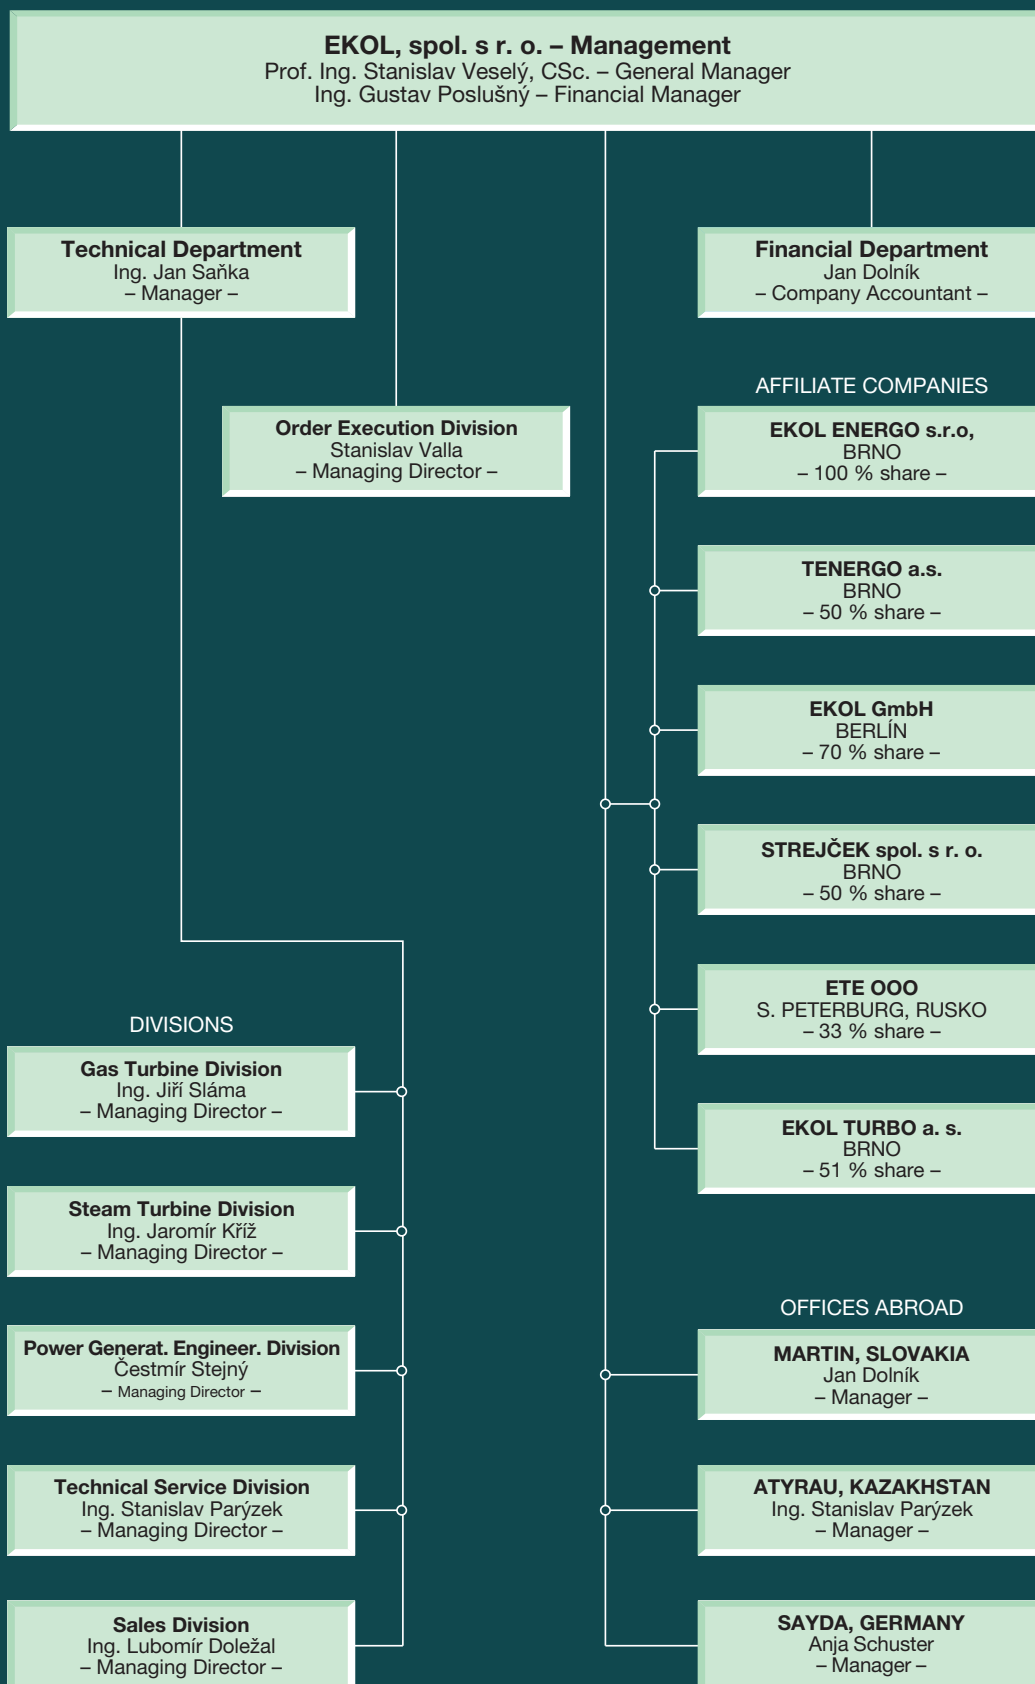 EKOL, spol. s r. o. – Management
Prof. Ing. Stanislav Veselý, CSc. – General Manager
Ing. Gustav Poslušný – Financial Manager
Technical Department
Ing. Jan Saňka
– Manager –
Financial Department
Jan Dolník
– Company Accountant –
Order Execution Division
Stanislav Valla
– Managing Director –
AFFILIATE COMPANIES
EKOL ENERGO s.r.o,
BRNO
– 100 % share –
TENERGO a.s.
BRNO
– 50 % share –
EKOL GmbH
BERLÍN
– 70 % share –
STREJČEK spol. s r. o.
BRNO
– 50 % share –
ETE OOO
S. PETERBURG, RUSKO
– 33 % share –
EKOL TURBO a. s.
BRNO
– 51 % share –
DIVISIONS
Gas Turbine Division
Ing. Jiří Sláma
– Managing Director –
Steam Turbine Division
Ing. Jaromír Kříž
– Managing Director –
Power Generat. Engineer. Division
Čestmír Stejný
– Managing Director –
Technical Service Division
Ing. Stanislav Parýzek
– Managing Director –
Sales Division
Ing. Lubomír Doležal
– Managing Director –
OFFICES ABROAD
MARTIN, SLOVAKIA
Jan Dolník
– Manager –
ATYRAU, KAZAKHSTAN
Ing. Stanislav Parýzek
– Manager –
SAYDA, GERMANY
Anja Schuster
– Manager –